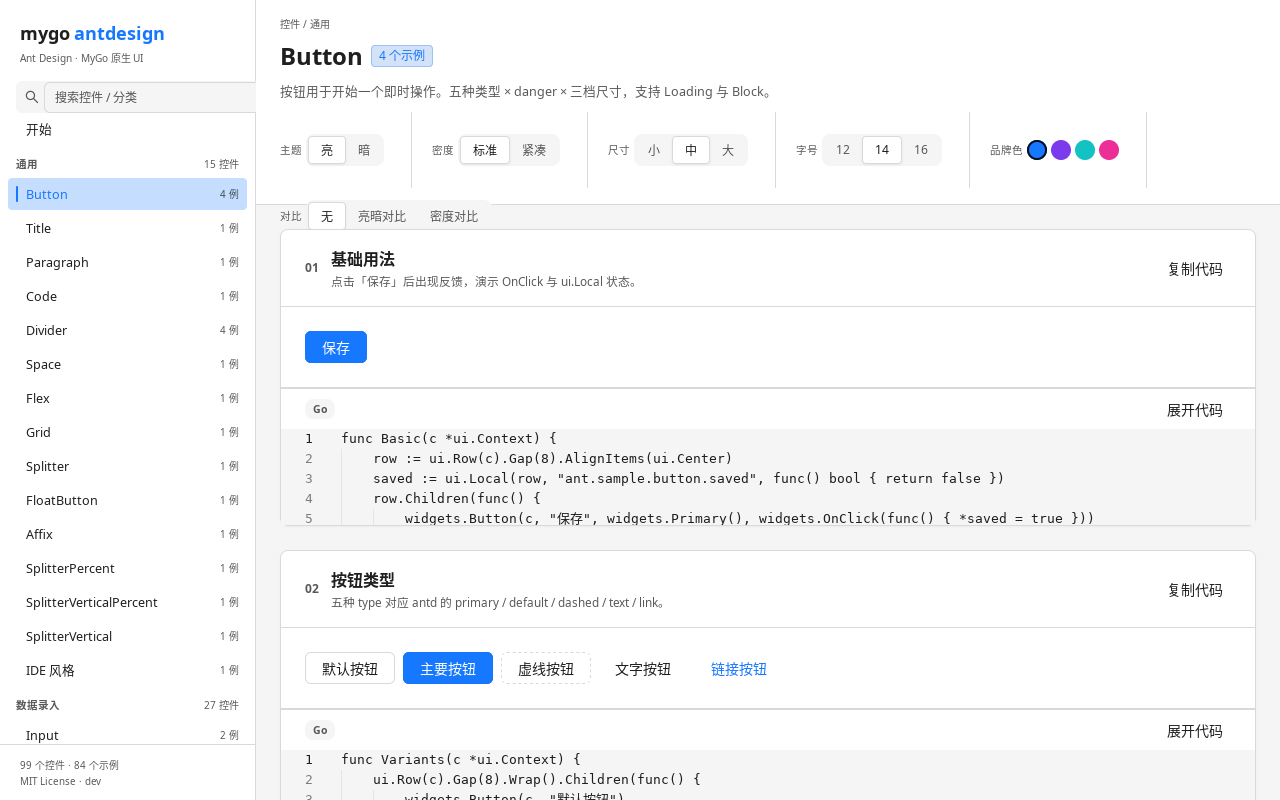 mygo antdesign
Ant Design · MyGo 原生 UI
搜索控件 / 分类
开始
通用 15 控件
Button 4 例
Title 1 例
Paragraph 1 例
Code 1 例
Divider 4 例
Space 1 例
Flex 1 例
Grid 1 例
Splitter 1 例
FloatButton 1 例
Affix 1 例
SplitterPercent 1 例
SplitterVerticalPercent 1 例
SplitterVertical 1 例
IDE 风格 1 例
数据录入 27 控件
Input 2 例
99 个控件 · 84 个示例
MIT License · dev
控件 / 通用
Button 4 个示例
按钮用于开始一个即时操作。五种类型 × danger × 三档尺寸，支持 Loading 与 Block。
主题 亮 暗 密度 标准 紧凑 尺寸 小 中 大 字号 12 14 16 品牌色
对比 无 亮暗对比 密度对比
01 基础用法 复制代码
点击「保存」后出现反馈，演示 OnClick 与 ui.Local 状态。
保存
Go 展开代码
1 func Basic(c *ui.Context) {
2 row := ui.Row(c).Gap(8).AlignItems(ui.Center)
3 saved := ui.Local(row, "ant.sample.button.saved", func() bool { return false })
4 row.Children(func() {
5 widgets.Button(c, "保存", widgets.Primary(), widgets.OnClick(func() { *saved = true }))
02 按钮类型 复制代码
五种 type 对应 antd 的 primary / default / dashed / text / link。
默认按钮 主要按钮 虚线按钮 文字按钮 链接按钮
Go 展开代码
1 func Variants(c *ui.Context) {
2 ui.Row(c).Gap(8).Wrap().Children(func() {
3 widgets.Button(c, "默认按钮")